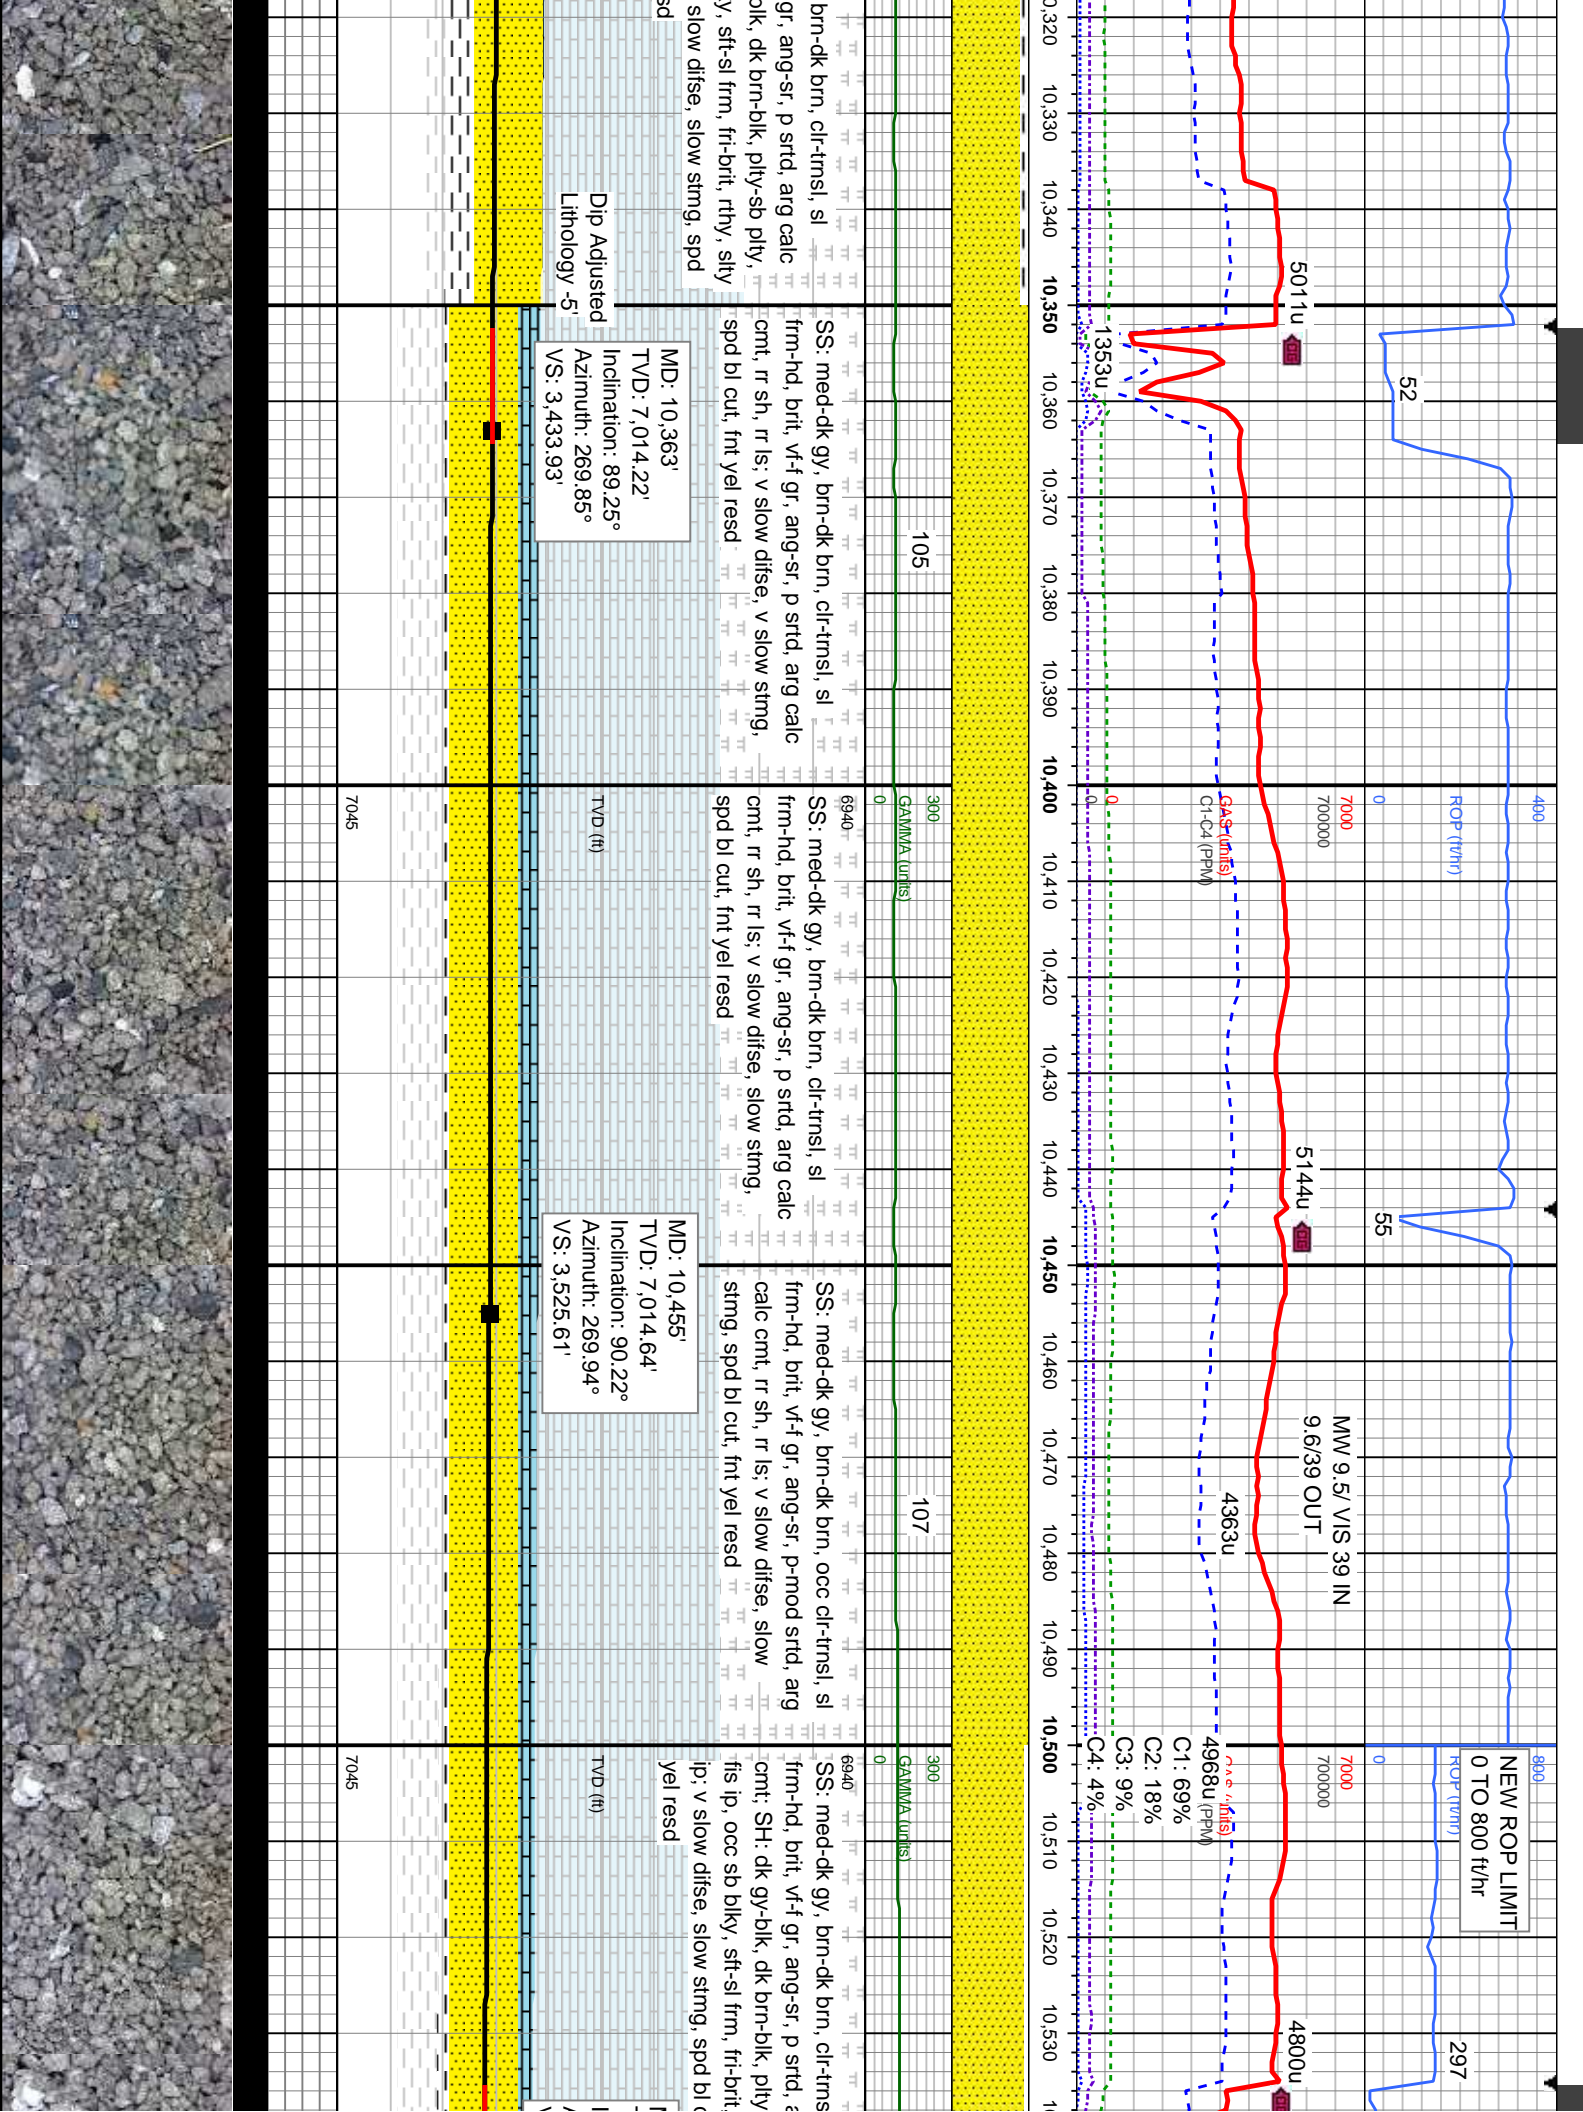 NEW ROP LIMIT
0 TO 800 ft/hr
400
ROP (ft/hr)
0
800
ROP (ft/hr)
0
52
55
297
7000
700000
GAS (units)
C1-C4 (PPM)
0
0
7000
700000
(PPM)
5011u
1353u
5144u
MW 9.5/ VIS 39 IN
9.6/39 OUT
4363u
4968u
C1: 69%
C2: 18%
C3: 9%
C4: 4%
4800u
10,330
10,340
10,350
10,360
10,370
10,380
10,390
10,400
10,410
10,420
10,430
10,440
10,450
10,460
10,470
10,480
10,490
10,500
10,510
10,520
10,530
300
GAMMA (units)
0
300
GAMMA (units)
0
105
107
6940
TVD (ft)
7045
6940
TVD (ft)
7045
brn-dk brn, clr-trnsl, sl
gr, ang-sr, p srtd, arg calc
dk brn-blk, plty-sb plty,
sft-sl frm, fri-brit, rthy, slty
slow difse, slow stmg, spd
Dip Adjusted
Lithology -5'
SS: med-dk gy, brn-dk brn, clr-trnsl, sl
frm-hd, brit, vf-f gr, ang-sr, p srtd, arg calc
cmt, rr sh, rr ls; v slow difse, v slow stmg,
spd bl cut, fnt yel resd
MD: 10,363'
TVD: 7,014.22'
Inclination: 89.25°
Azimuth: 269.85°
VS: 3,433.93'
SS: med-dk gy, brn-dk brn, clr-trnsl, sl
frm-hd, brit, vf-f gr, ang-sr, p srtd, arg calc
cmt, rr sh, rr ls; v slow difse, slow stmg,
spd bl cut, fnt yel resd
MD: 10,455'
TVD: 7,014.64'
Inclination: 90.22°
Azimuth: 269.94°
VS: 3,525.61'
SS: med-dk gy, brn-dk brn, occ clr-trnsl, sl
frm-hd, brit, vf-f gr, ang-sr, p-mod srtd, arg
calc cmt, rr sh, rr ls; v slow difse, slow
stmg, spd bl cut, fnt yel resd
SS: med-dk gy, brn-dk brn, clr-trns
frm-hd, brit, vf-f gr, ang-sr, p srtd, a
cmt; SH: dk gy-blk, dk brn-blk, plty
fis ip, occ sb blky, sft-sl frm, fri-brit,
ip; v slow difse, slow stmg, spd bl c
yel resd